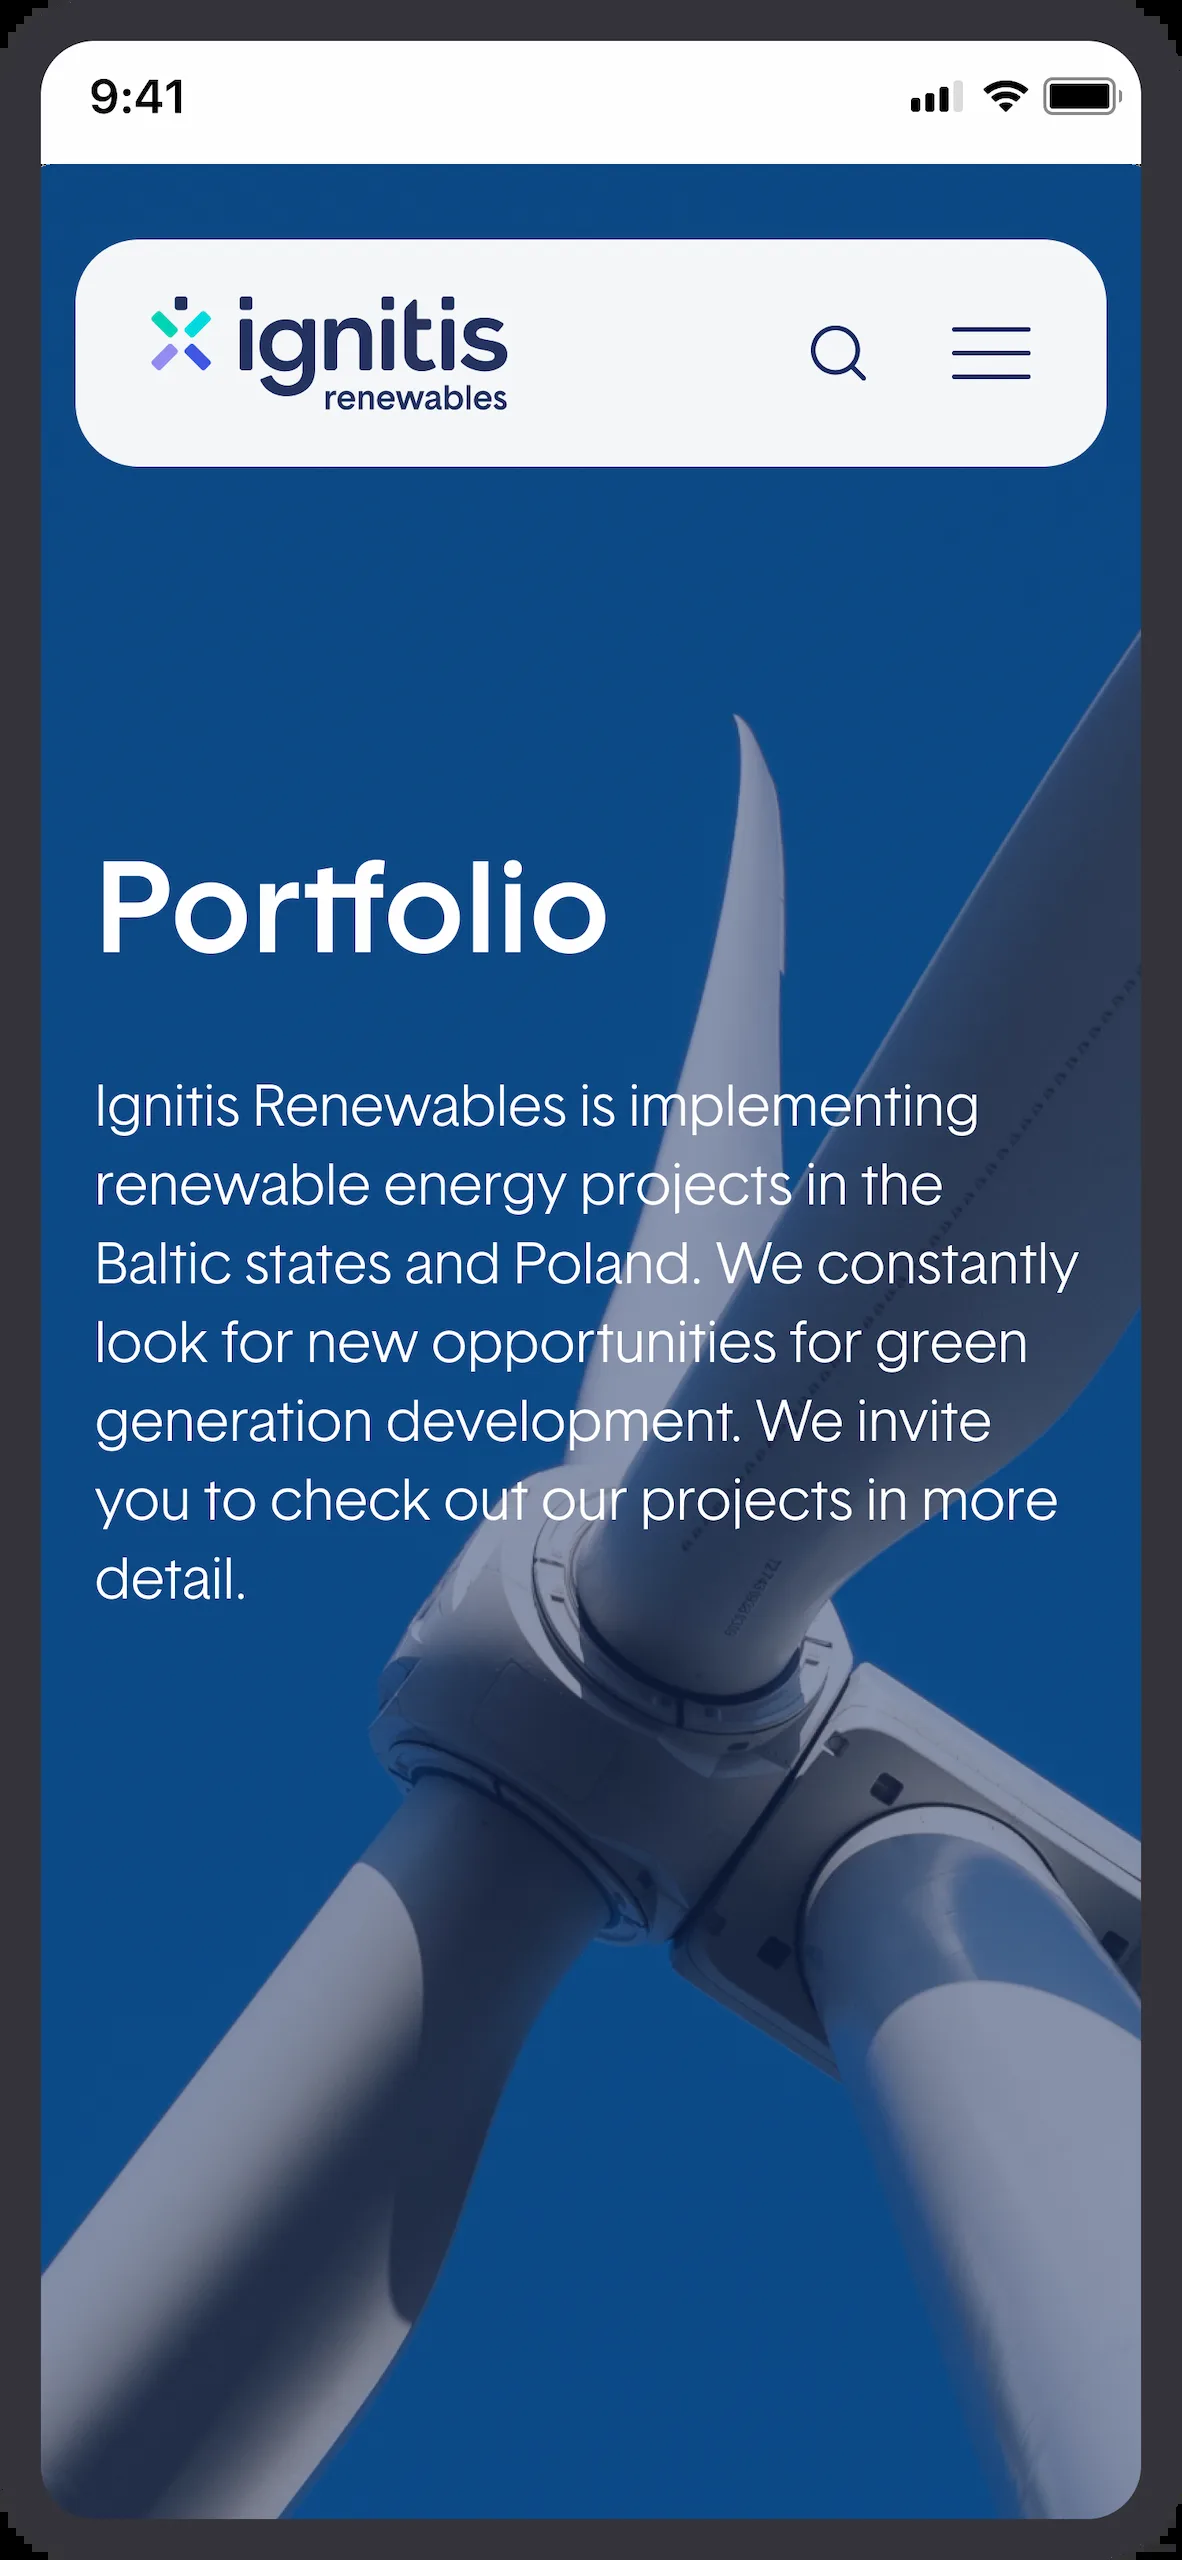 9:41
ignitis
renewables
Portfolio
Ignitis Renewables is implementing
renewable energy projects in the
Baltic states and Poland. We constantly
look for new opportunities for green
generation development. We invite
you to check out our projects in more
detail.